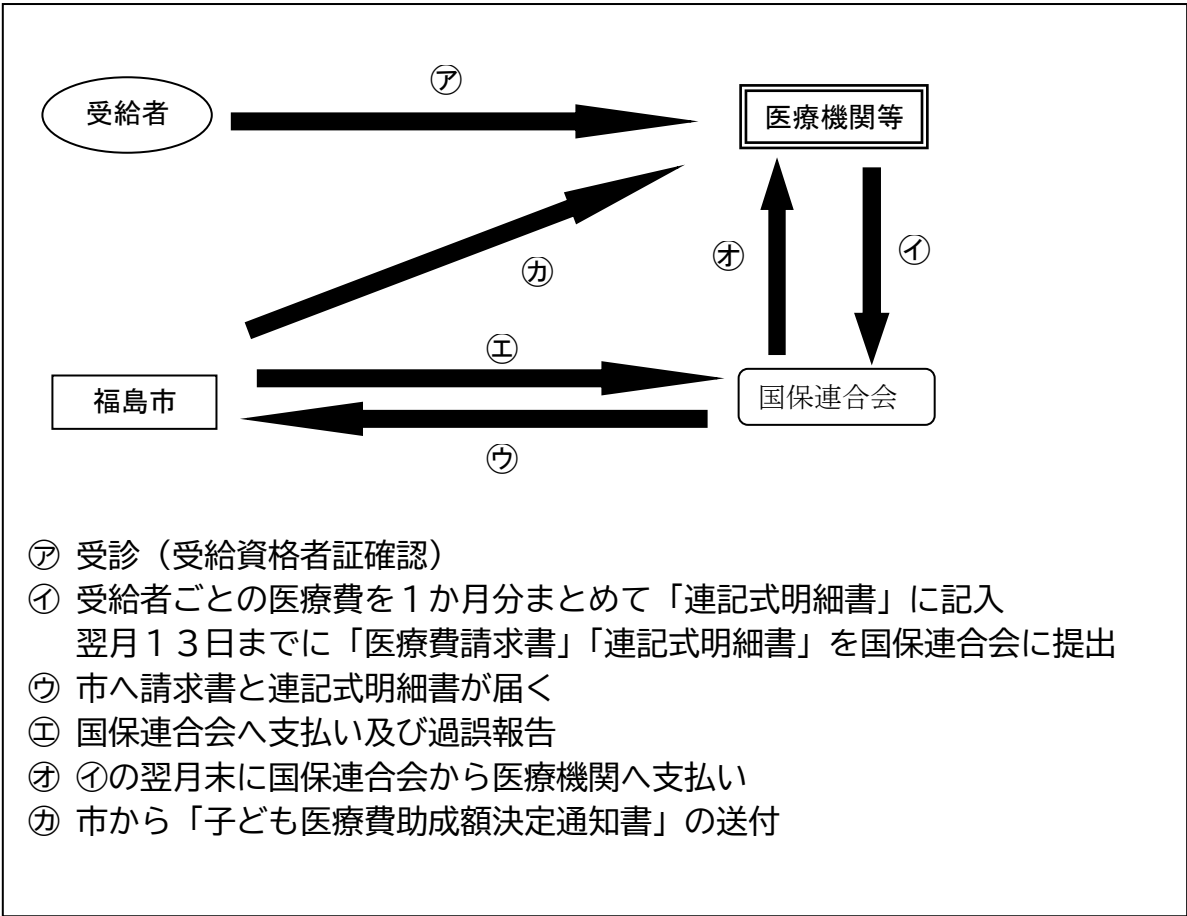 ㋐
受給者
医療機関等
㋔
㋑
㋕
㋓
福島市
国保連合会
㋒
㋐ 受診（受給資格者証確認）
㋑ 受給者ごとの医療費を１か月分まとめて「連記式明細書」に記入
翌月１３日までに「医療費請求書」「連記式明細書」を国保連合会に提出
㋒ 市へ請求書と連記式明細書が届く
㋓ 国保連合会へ支払い及び過誤報告
㋔ ㋑の翌月末に国保連合会から医療機関へ支払い
㋕ 市から「子ども医療費助成額決定通知書」の送付